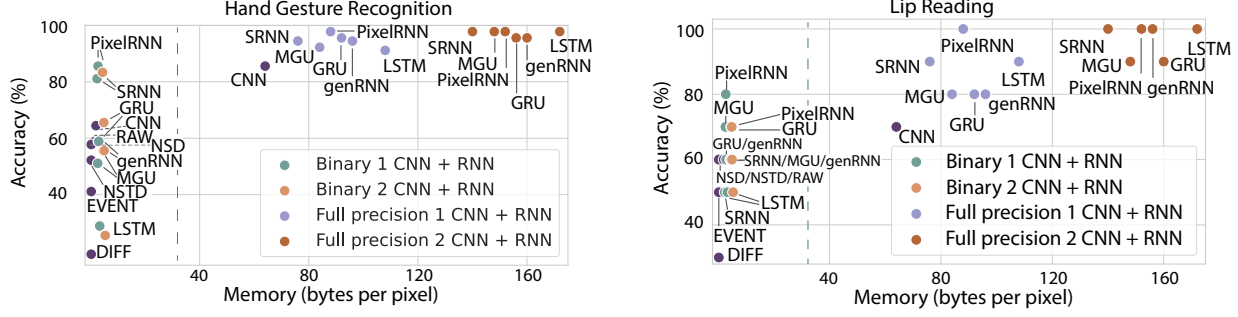 Hand Gesture Recognition
100
80
60
40
Accuracy (%)
PixelRNN
SRNN
GRU
CNN
RAW
NSD
genRNN
MGU
NSTD
EVENT
LSTM
DIFF
SRNN
PixelRNN
MGU
CNN
GRU
genRNN
LSTM
SRNN
MGU
PixelRNN
GRU
LSTM
genRNN
Binary 1 CNN + RNN
Binary 2 CNN + RNN
Full precision 1 CNN + RNN
Full precision 2 CNN + RNN
40
80
120
160
Memory (bytes per pixel)
Lip Reading
100
80
60
40
Accuracy (%)
PixelRNN
MGU
PixelRNN
GRU
GRU/genRNN
SRNN/MGU/genRNN
NSD/NSTD/RAW
LSTM
SRNN
EVENT
DIFF
PixelRNN
SRNN
LSTM
MGU
genRNN
GRU
CNN
SRNN
LSTM
MGU
GRU
PixelRNN
genRNN
Binary 1 CNN + RNN
Binary 2 CNN + RNN
Full precision 1 CNN + RNN
Full precision 2 CNN + RNN
40
80
120
160
Memory (bytes per pixel)